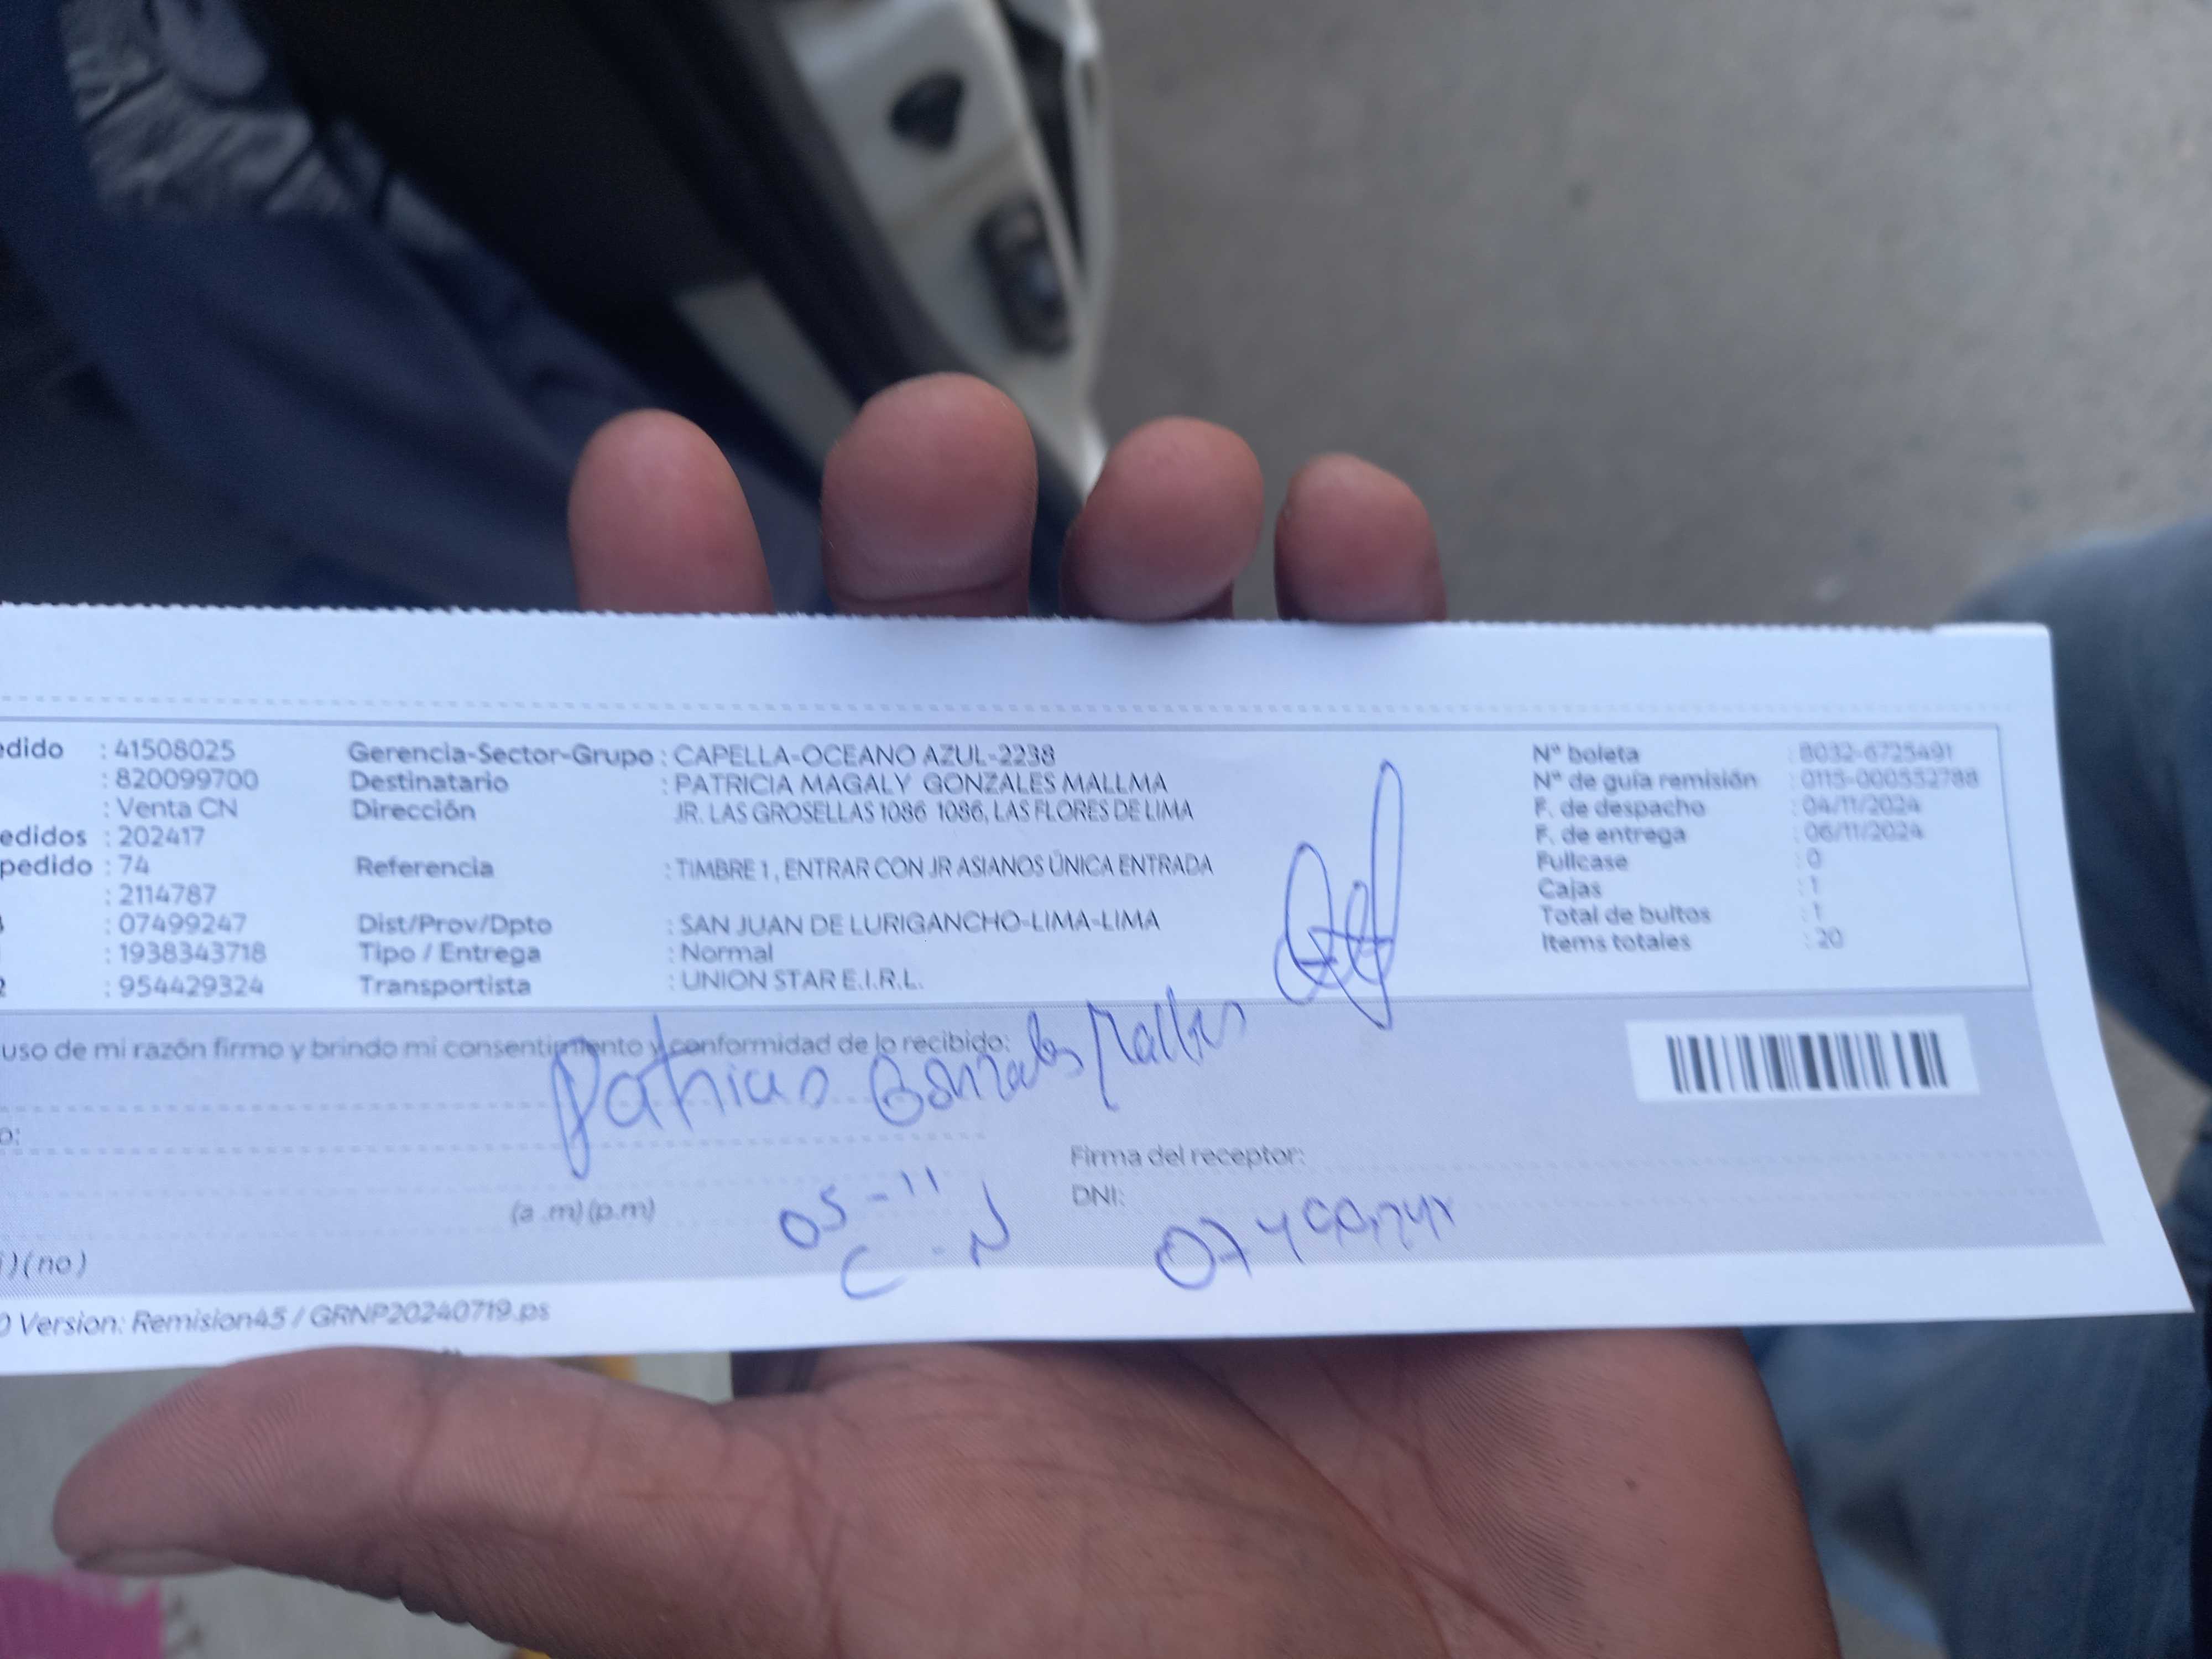 edido : 41508025
: 820099700
: Venta CN
edidos : 202417
pedido : 74
: 2114787
: 07499247
: 1938343718
2 : 954429324
Gerencia-Sector-Grupo : CAPELLA-OCEANO AZUL-2238
Destinatario : PATRICIA MAGALY GONZALES MALLMA
Dirección JR. LAS GROSELLAS 1086 1086, LAS FLORES DE LIMA
Referencia : TIMBRE 1, ENTRAR CON JR ASIANOS ÚNICA ENTRADA
Dist/Prov/Dpto : SAN JUAN DE LURIGANCHO-LIMA-LIMA
Tipo / Entrega : Normal
Transportista : UNION STAR E.I.R.L.
N° boleta : B032-6725491
N° de guía remisión : 0115-000552788
F. de despacho : 04/11/2024
F. de entrega : 06/11/2024
Fullcase : 0
Cajas : 1
Total de bultos : 1
Items totales : 20
uso de mi razón firmo y brindo mi consentimiento y conformidad de lo recibido:
Patricia Gonzales Mallma
o:
Firma del receptor:
(a .m) (p.m) 05-11
DNI:
)(no)
) Version: Remision45 / GRNP20240719.ps